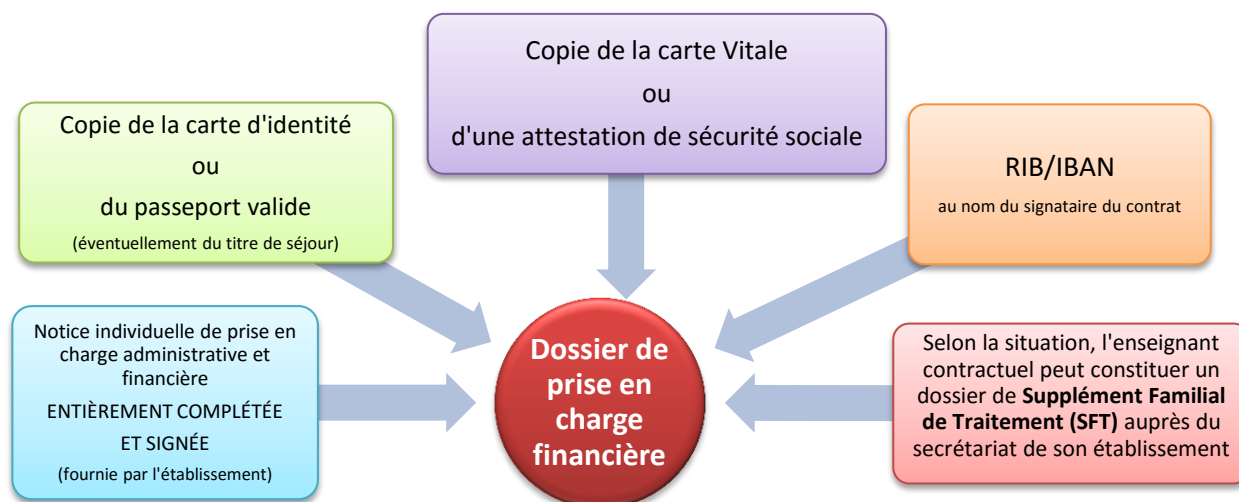 Copie de la carte d'identité
ou
du passeport valide
(éventuellement du titre de séjour)
Copie de la carte Vitale
ou
d'une attestation de sécurité sociale
RIB/IBAN
au nom du signataire du contrat
Notice individuelle de prise en
charge administrative et
financière
ENTIÈREMENT COMPLÉTÉE
ET SIGNÉE
(fournie par l'établissement)
Dossier de
prise en
charge
financière
Selon la situation, l'enseignant
contractuel peut constituer un
dossier de Supplément Familial
de Traitement (SFT) auprès du
secrétariat de son établissement